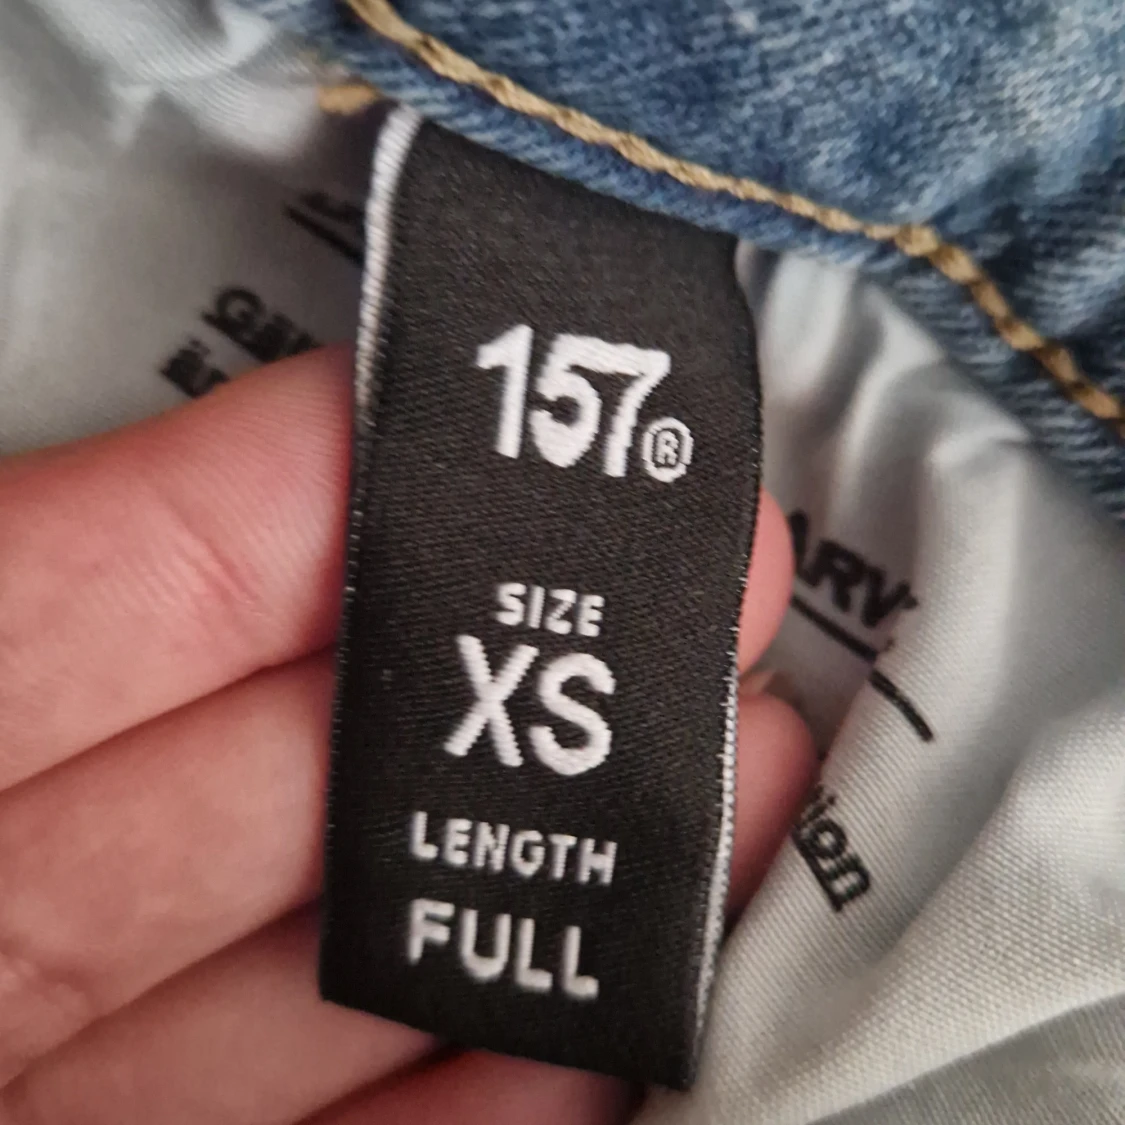 157®
SIZE
XS
LENGTH
FULL